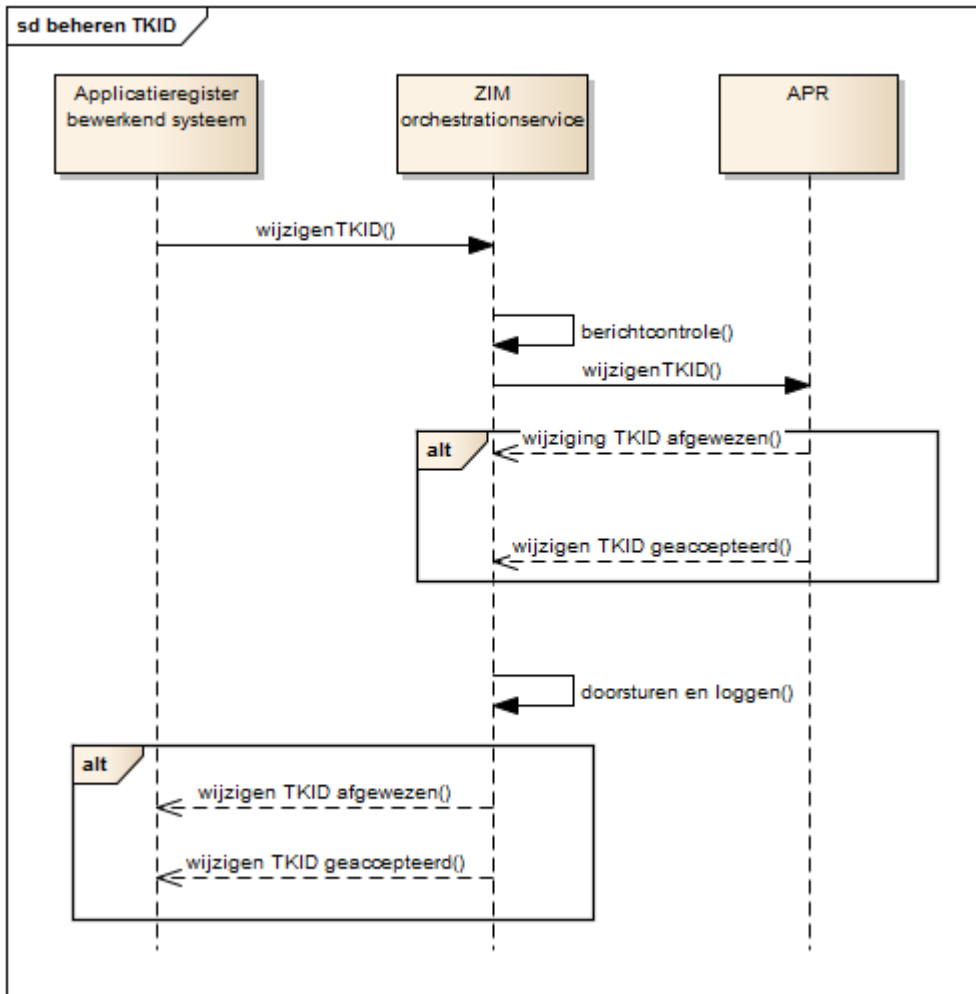 sd beheren TKID
Applicatieregister
bewerkend systeem
ZIM
orchestrationservice
APR
wijzigenTKID()
berichtcontrole()
wijzigenTKID()
alt
wijziging TKID afgewezen()
wijzigen TKID geaccepteerd()
doorsturen en loggen()
alt
wijzigen TKID afgewezen()
wijzigen TKID geaccepteerd()